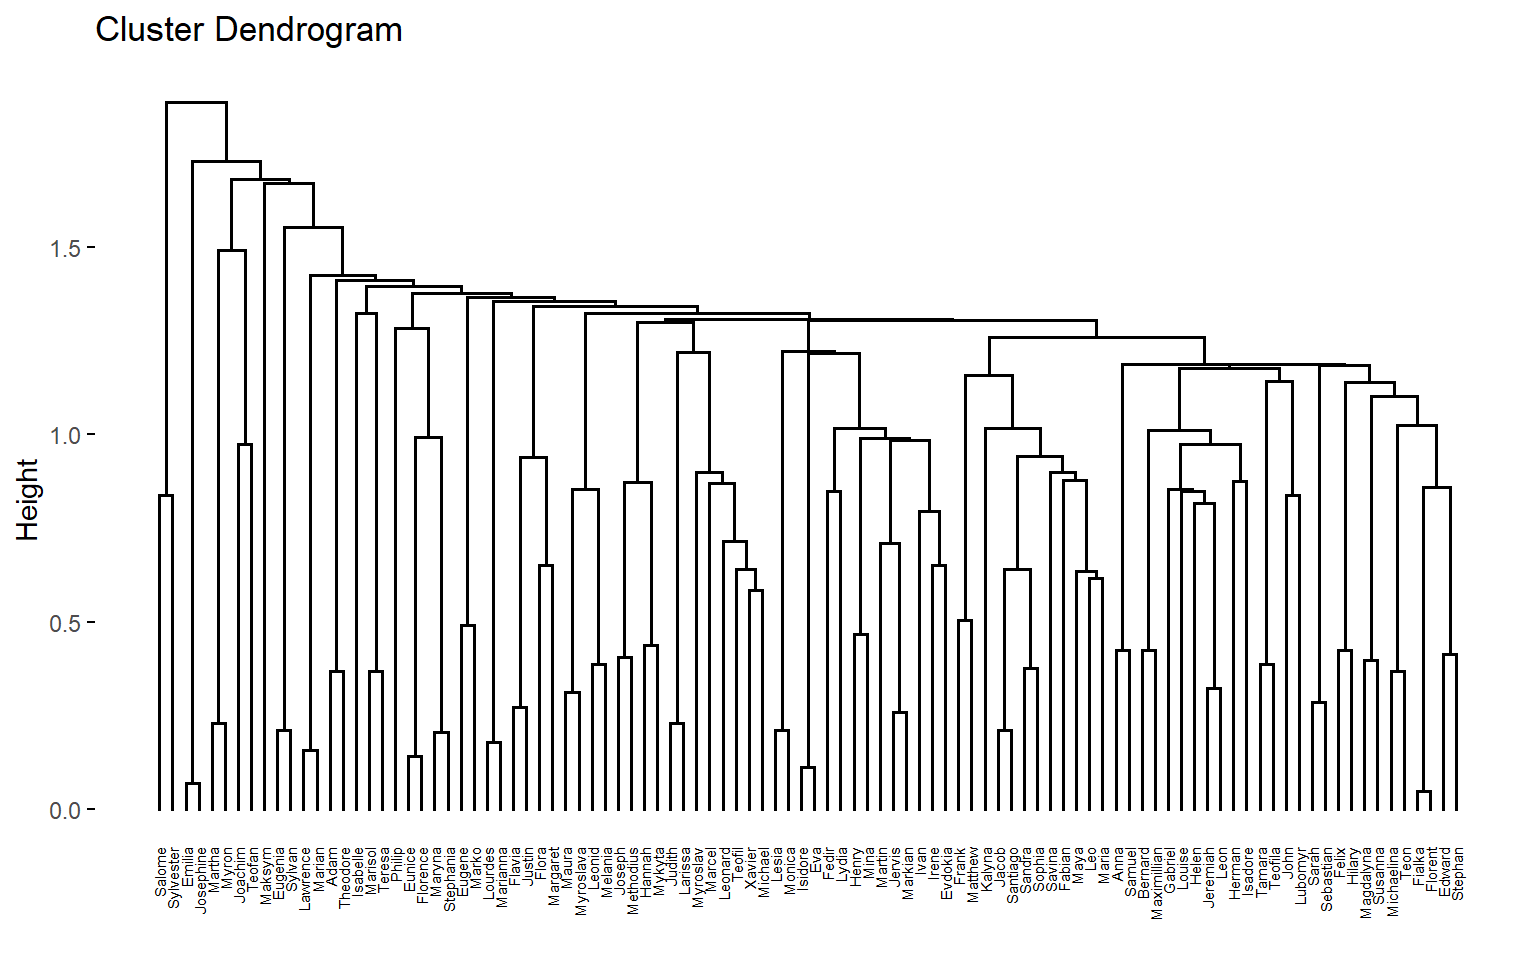 Cluster Dendrogram
Height
1.5
1.0
0.5
0.0
Salome
Sylvester
Emilia
Josephine
Martha
Myron
Joachim
Teofan
Maksym
Eugenia
Sylvan
Lawrence
Marian
Adam
Theodore
Isabelle
Marisol
Teresa
Philip
Eunice
Florence
Maryna
Stephania
Eugene
Marko
Lourdes
Marianna
Flavia
Justin
Flora
Margaret
Maura
Myroslava
Leonid
Melania
Joseph
Methodius
Hannah
Mykyta
Judith
Larissa
Myroslav
Marcel
Leonard
Teofil
Xavier
Michael
Lesia
Monica
Isidore
Eva
Fedir
Lydia
Henry
Mina
Martin
Jervis
Markian
Ivan
Irene
Evdokia
Frank
Matthew
Kalyna
Jacob
Santiago
Sandra
Sophia
Savina
Fabian
Maya
Leo
Maria
Anna
Samuel
Bernard
Maximilian
Gabriel
Louise
Helen
Jeremiah
Leon
Herman
Isadore
Tamara
Teofila
John
Lubomyr
Sarah
Sebastian
Felix
Hilary
Magdalyna
Susanna
Michaelina
Teon
Fialka
Florent
Edward
Stephan